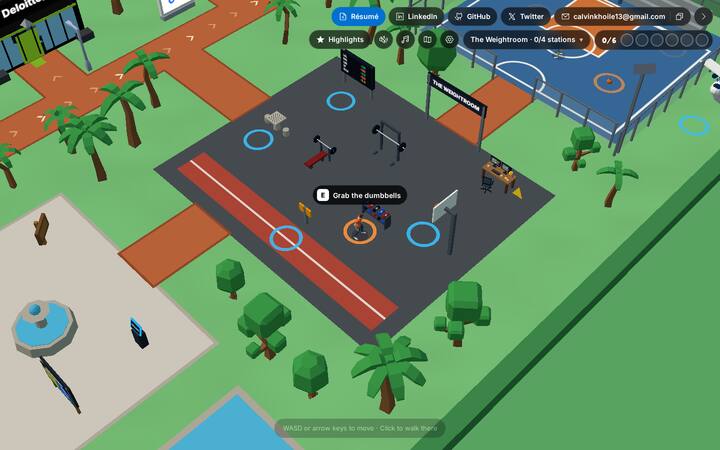 Résumé
LinkedIn
GitHub
Twitter
calvinkhoile13@gmail.com
Highlights
The Weightroom · 0/4 stations
0/6
Deloitte
THE WEIGHTROOM
E Grab the dumbbells
WASD or arrow keys to move · Click to walk there